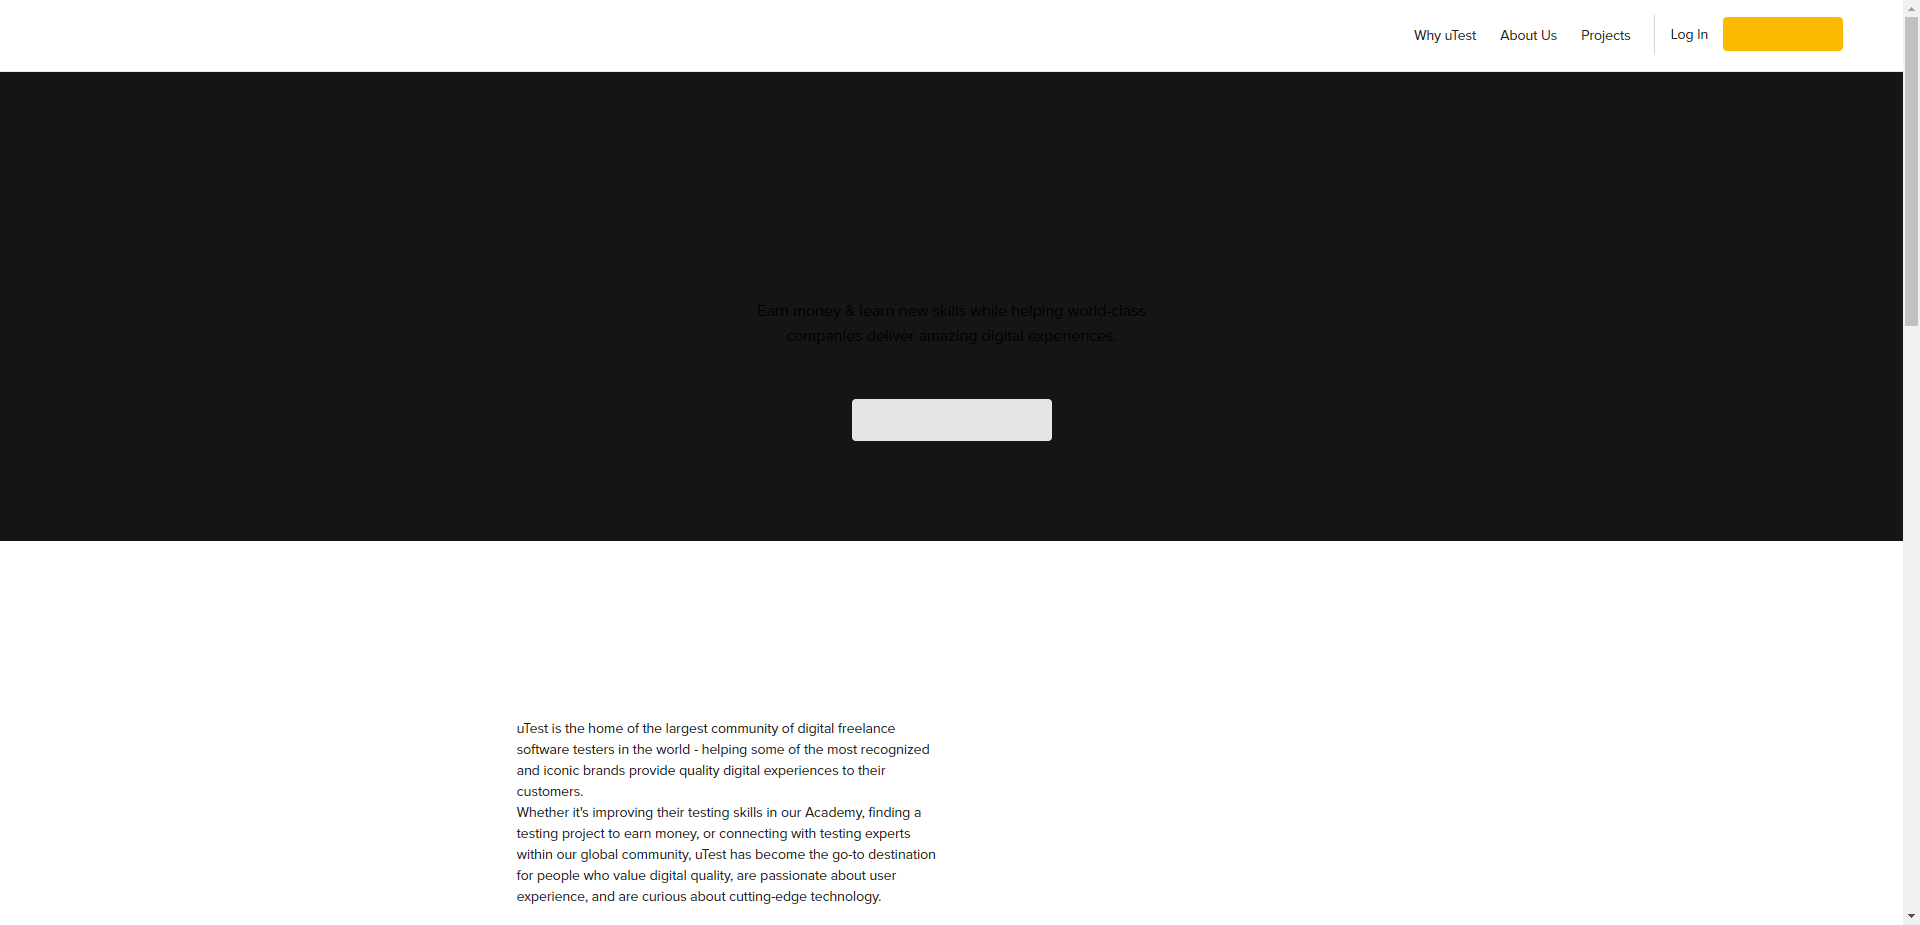 Why uTest
About Us
Projects
Log In
Earn money & learn new skills while helping world-class
companies deliver amazing digital experiences.
uTest is the home of the largest community of digital freelance
software testers in the world - helping some of the most recognized
and iconic brands provide quality digital experiences to their
customers.
Whether it's improving their testing skills in our Academy, finding a
testing project to earn money, or connecting with testing experts
within our global community, uTest has become the go-to destination
for people who value digital quality, are passionate about user
experience, and are curious about cutting-edge technology.